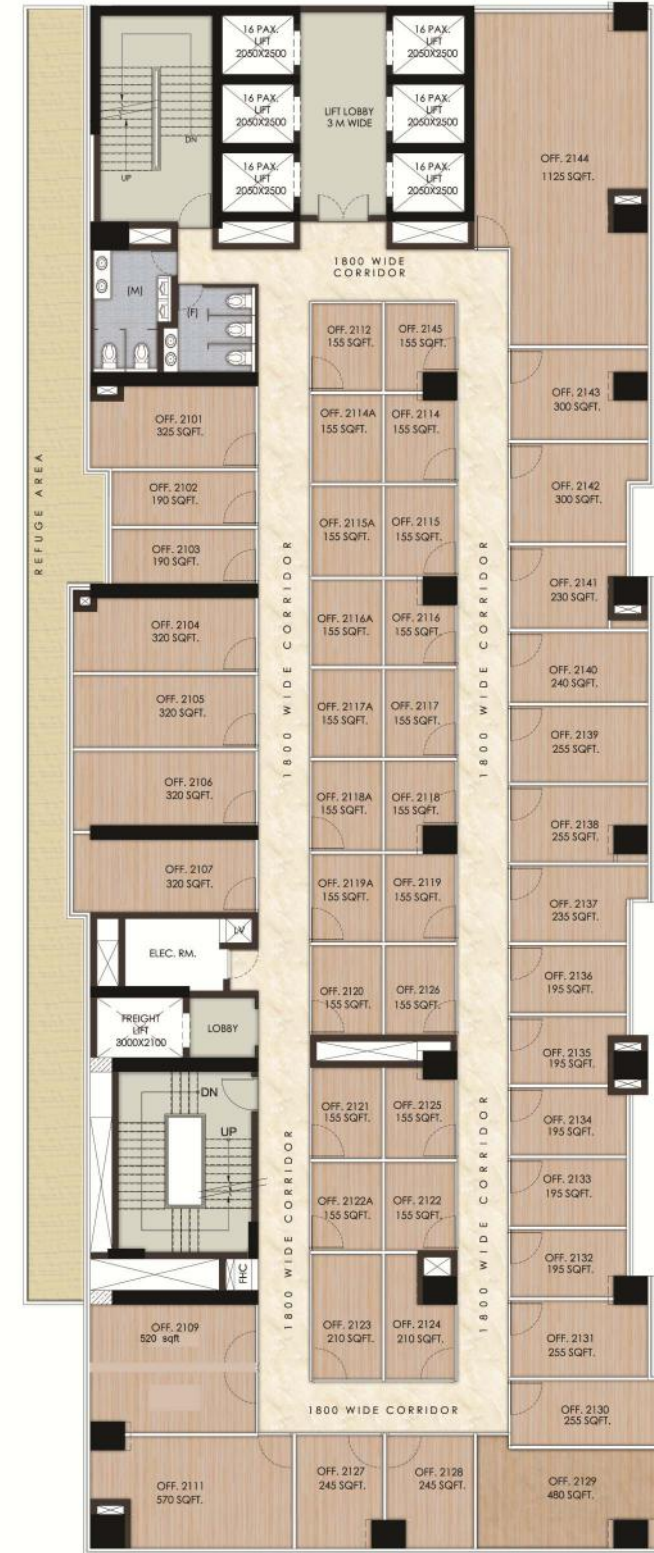 16 PAX.
LIFT
2050X2500
16 PAX.
LIFT
2050X2500
16 PAX.
LIFT
2050X2500
16 PAX.
LIFT
2050X2500
16 PAX.
LIFT
2050X2500
16 PAX.
LIFT
2050X2500
LIFT LOBBY
3 M WIDE
DN
UP
OFF. 2144
1125 SQFT.
1800 WIDE
CORRIDOR
(M)
(F)
REFUGE AREA
OFF. 2101
325 SQFT.
OFF. 2102
190 SQFT.
OFF. 2103
190 SQFT.
OFF. 2104
320 SQFT.
OFF. 2105
320 SQFT.
OFF. 2106
320 SQFT.
OFF. 2107
320 SQFT.
ELEC. RM.
LV
FREIGHT
LIFT
3000X2100
LOBBY
DN
UP
FHC
OFF. 2109
520 sqft
OFF. 2111
570 SQFT.
1800 WIDE CORRIDOR
1800 WIDE CORRIDOR
OFF. 2112
155 SQFT.
OFF. 2145
155 SQFT.
OFF. 2114A
155 SQFT.
OFF. 2114
155 SQFT.
OFF. 2115A
155 SQFT.
OFF. 2115
155 SQFT.
OFF. 2116A
155 SQFT.
OFF. 2116
155 SQFT.
OFF. 2117A
155 SQFT.
OFF. 2117
155 SQFT.
OFF. 2118A
155 SQFT.
OFF. 2118
155 SQFT.
OFF. 2119A
155 SQFT.
OFF. 2119
155 SQFT.
OFF. 2120
155 SQFT.
OFF. 2126
155 SQFT.
OFF. 2121
155 SQFT.
OFF. 2125
155 SQFT.
OFF. 2122A
155 SQFT.
OFF. 2122
155 SQFT.
OFF. 2123
210 SQFT.
OFF. 2124
210 SQFT.
1800 WIDE CORRIDOR
1800 WIDE CORRIDOR
1800 WIDE CORRIDOR
OFF. 2143
300 SQFT.
OFF. 2142
300 SQFT.
OFF. 2141
230 SQFT.
OFF. 2140
240 SQFT.
OFF. 2139
255 SQFT.
OFF. 2138
255 SQFT.
OFF. 2137
235 SQFT.
OFF. 2136
195 SQFT.
OFF. 2135
195 SQFT.
OFF. 2134
195 SQFT.
OFF. 2133
195 SQFT.
OFF. 2132
195 SQFT.
OFF. 2131
255 SQFT.
OFF. 2130
255 SQFT.
OFF. 2127
245 SQFT.
OFF. 2128
245 SQFT.
OFF. 2129
480 SQFT.